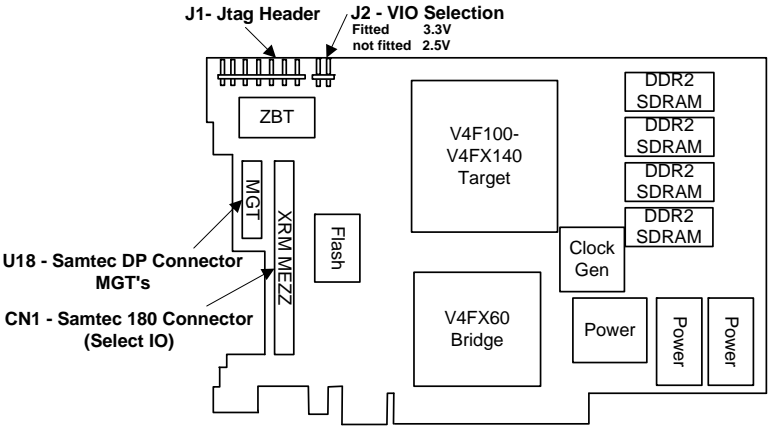 J1- Jtag Header
J2 - VIO Selection
Fitted 3.3V
not fitted 2.5V
ZBT
V4F100-
V4FX140
Target
DDR2
SDRAM
DDR2
SDRAM
DDR2
SDRAM
DDR2
SDRAM
MGT
XRM MEZZ
Flash
Clock
Gen
U18 - Samtec DP Connector
MGT's
CN1 - Samtec 180 Connector
(Select IO)
V4FX60
Bridge
Power
Power
Power